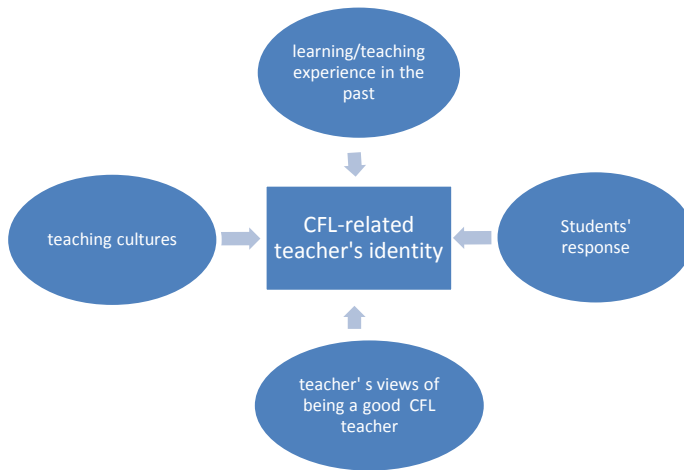 learning/teaching
experience in the
past
teaching cultures
CFL-related
teacher's identity
Students'
response
teacher' s views of
being a good  CFL
teacher